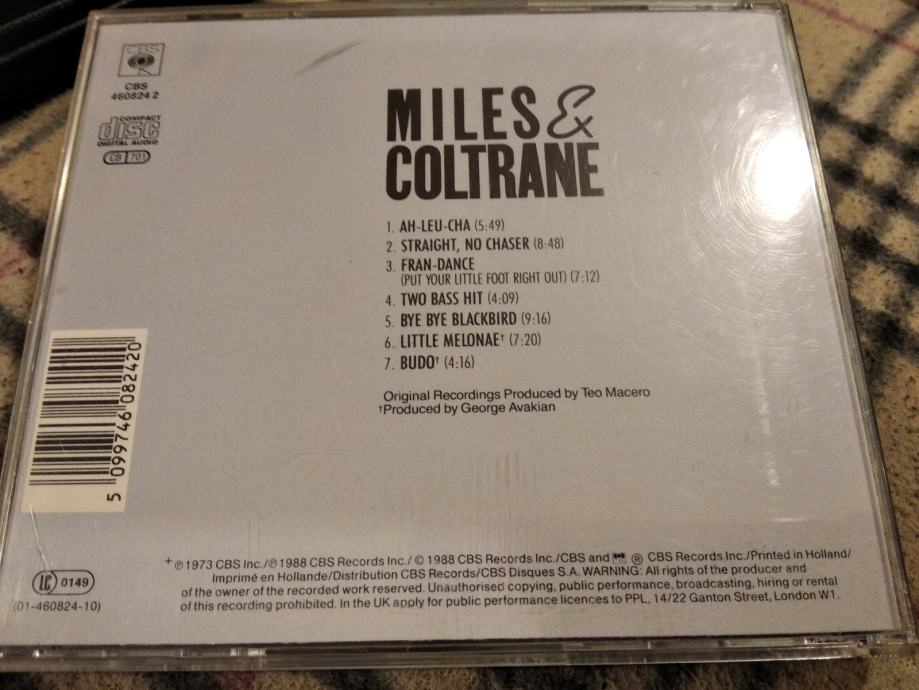 CBS
CBS
460824 2
COMPACT
disc
DIGITAL AUDIO
CB 701
MILES &
COLTRANE
1. AH-LEU-CHA (5:49)
2. STRAIGHT, NO CHASER (8:48)
3. FRAN-DANCE
(PUT YOUR LITTLE FOOT RIGHT OUT) (7:12)
4. TWO BASS HIT (4:09)
5. BYE BYE BLACKBIRD (9:16)
6. LITTLE MELONAE† (7:20)
7. BUDO† (4:16)
Original Recordings Produced by Teo Macero
†Produced by George Avakian
5 099746 082420
LC 0149
(01-460824-10)
+ ℗ 1973 CBS Inc./℗ 1988 CBS Records Inc./ © 1988 CBS Records Inc./CBS and ® CBS Records Inc./Printed in Holland/
Imprimé en Hollande/Distribution CBS Records/CBS Disques S.A. WARNING: All rights of the producer and
of the owner of the recorded work reserved. Unauthorised copying, public performance, broadcasting, hiring or rental
of this recording prohibited. In the UK apply for public performance licences to PPL, 14/22 Ganton Street, London W1.